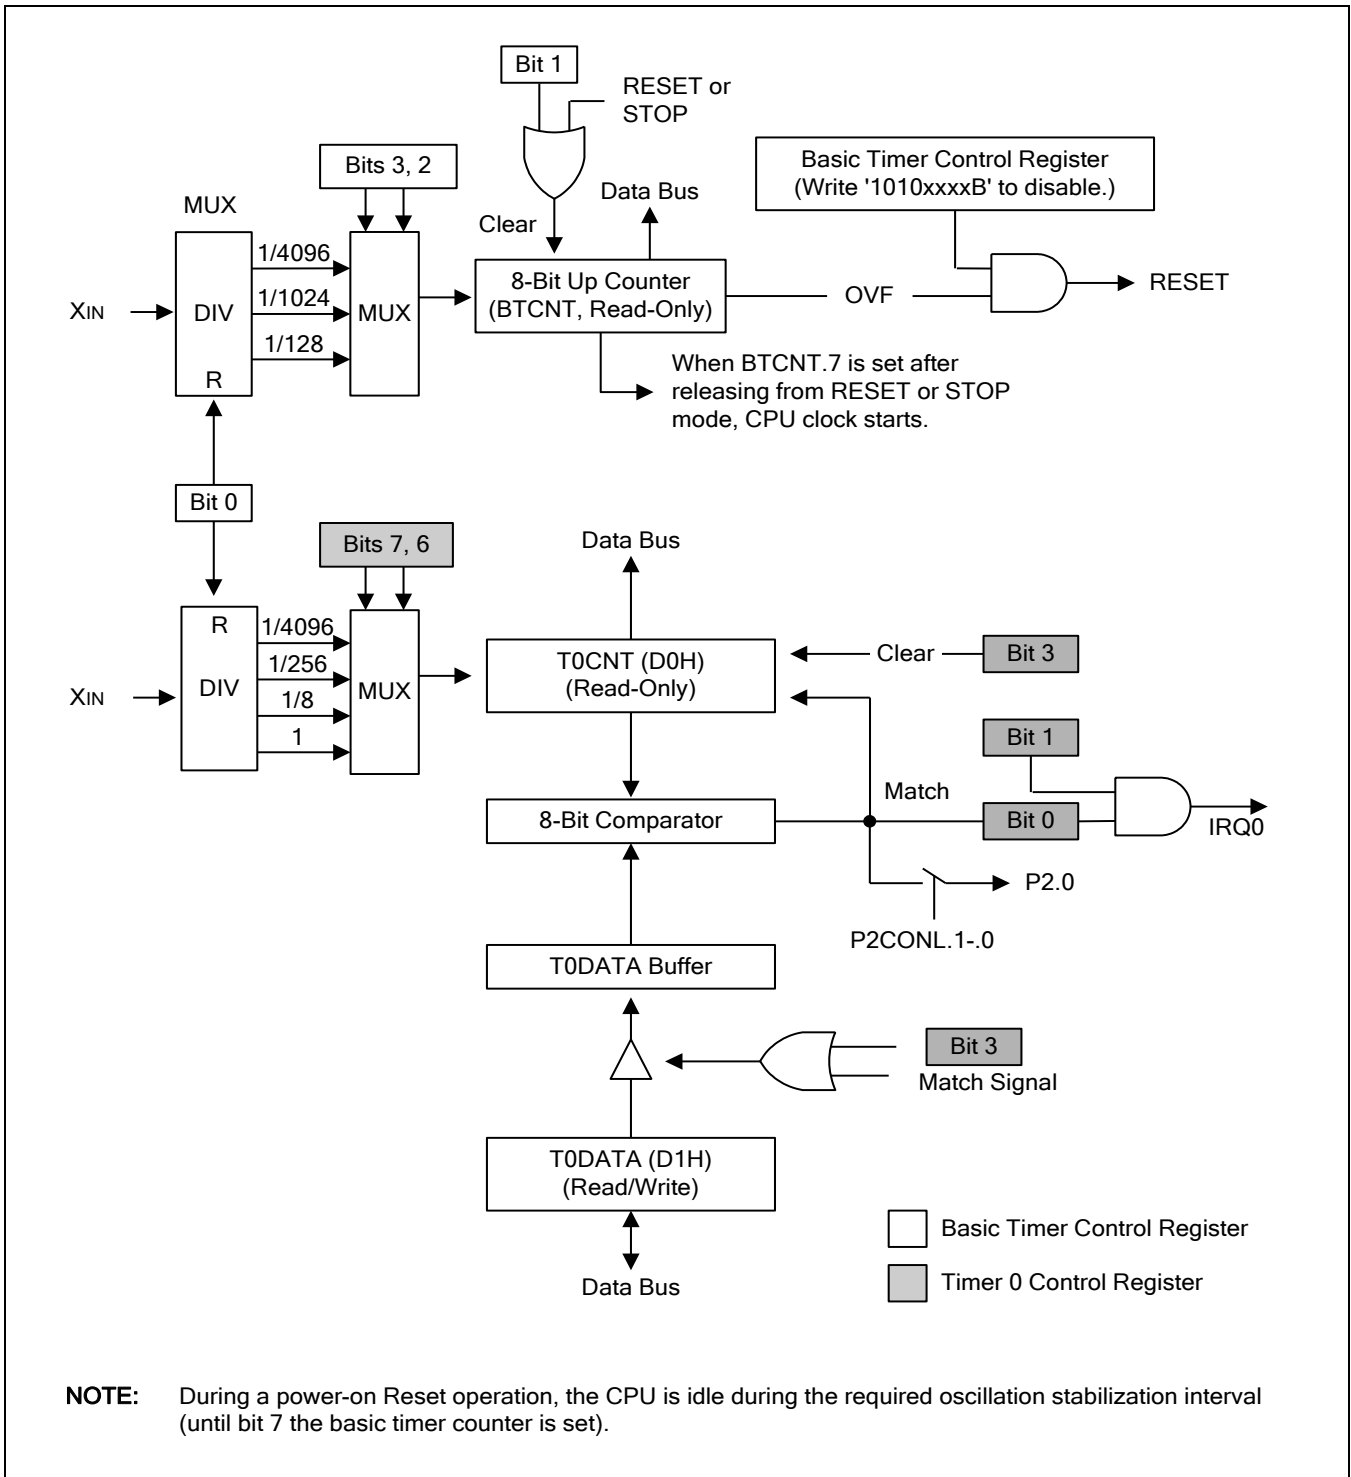 Bit 1
RESET or
STOP
Bits 3, 2
Basic Timer Control Register
(Write '1010xxxxB' to disable.)
MUX
Data Bus
Clear
1/4096
1/1024
1/128
XIN
DIV
R
MUX
8-Bit Up Counter
(BTCNT, Read-Only)
OVF
RESET
When BTCNT.7 is set after
releasing from RESET or STOP
mode, CPU clock starts.
Bit 0
Bits 7, 6
Data Bus
R
1/4096
1/256
1/8
1
XIN
DIV
MUX
T0CNT (D0H)
(Read-Only)
Clear
Bit 3
Bit 1
Match
8-Bit Comparator
Bit 0
IRQ0
P2.0
P2CONL.1-.0
T0DATA Buffer
Bit 3
Match Signal
T0DATA (D1H)
(Read/Write)
Data Bus
Basic Timer Control Register
Timer 0 Control Register
NOTE: During a power-on Reset operation, the CPU is idle during the required oscillation stabilization interval
(until bit 7 the basic timer counter is set).